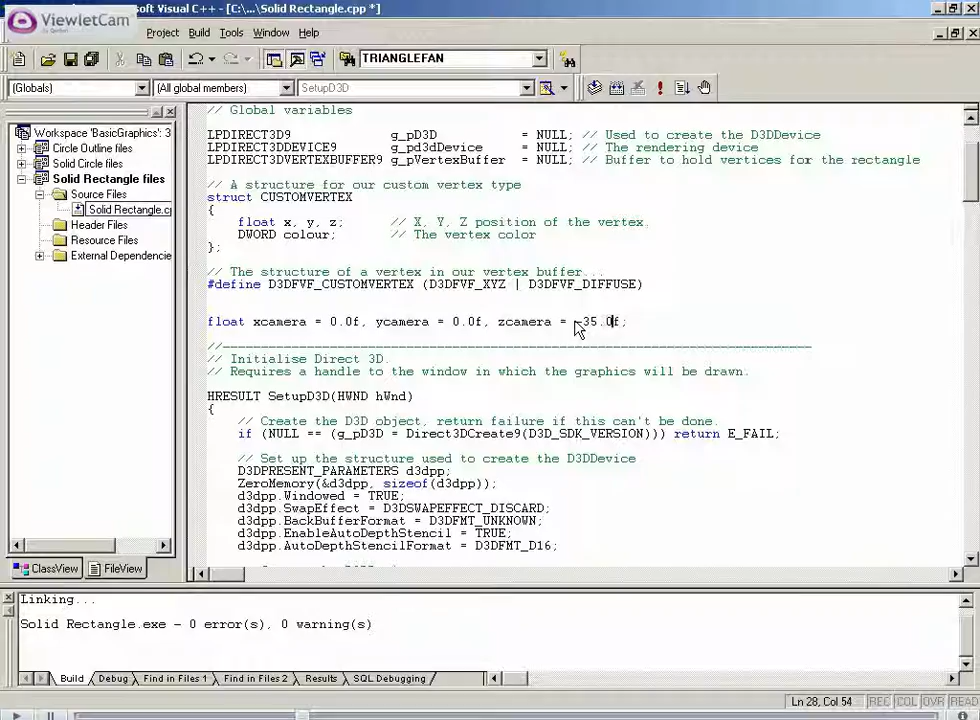 ViewletCam
soft Visual C++ - [C:\...\Solid Rectangle.cpp *]
Project Build Tools Window Help
TRIANGLEFAN
(Globals) (All global members) SetupD3D
Workspace 'BasicGraphics': 3
Circle Outline files
Solid Circle files
Solid Rectangle files
Source Files
Solid Rectangle.c
Header Files
Resource Files
External Dependencie
ClassView FileView
// Global variables
LPDIRECT3D9 g_pD3D = NULL; // Used to create the D3DDevice
LPDIRECT3DDEVICE9 g_pd3dDevice = NULL; // The rendering device
LPDIRECT3DVERTEXBUFFER9 g_pVertexBuffer = NULL; // Buffer to hold vertices for the rectangle
// A structure for our custom vertex type
struct CUSTOMVERTEX
{
float x, y, z; // X, Y, Z position of the vertex.
DWORD colour; // The vertex color
};
// The structure of a vertex in our vertex buffer...
#define D3DFVF_CUSTOMVERTEX (D3DFVF_XYZ | D3DFVF_DIFFUSE)
float xcamera = 0.0f, ycamera = 0.0f, zcamera = -35.0f;
//------------------------------------------------------------------------------
// Initialise Direct 3D.
// Requires a handle to the window in which the graphics will be drawn.
HRESULT SetupD3D(HWND hWnd)
{
// Create the D3D object, return failure if this can't be done.
if (NULL == (g_pD3D = Direct3DCreate9(D3D_SDK_VERSION))) return E_FAIL;
// Set up the structure used to create the D3DDevice
D3DPRESENT_PARAMETERS d3dpp;
ZeroMemory(&d3dpp, sizeof(d3dpp));
d3dpp.Windowed = TRUE;
d3dpp.SwapEffect = D3DSWAPEFFECT_DISCARD;
d3dpp.BackBufferFormat = D3DFMT_UNKNOWN;
d3dpp.EnableAutoDepthStencil = TRUE;
d3dpp.AutoDepthStencilFormat = D3DFMT_D16;
Linking...
Solid Rectangle.exe - 0 error(s), 0 warning(s)
Build Debug Find in Files 1 Find in Files 2 Results SQL Debugging
Ln 28, Col 54 REC COL OVR READ